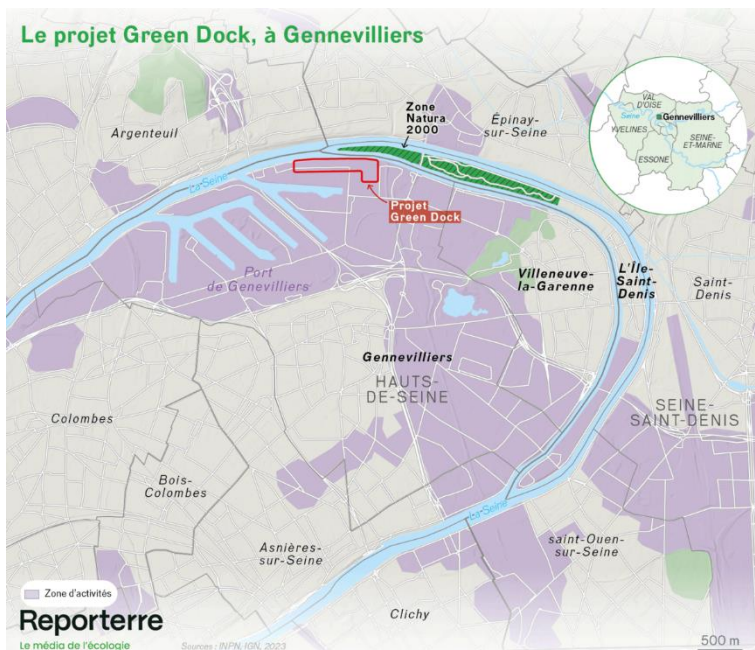 Le projet Green Dock, à Gennevilliers
VAL
D'OISE
Seine
Gennevilliers
YVELINES
SEINE-
ET-MARNE
ESSONNE
Zone
Natura
2000
Épinay-
sur-Seine
Argenteuil
La Seine
Projet
Green Dock
Port
de Genevilliers
Villeneuve-
la-Garenne
L'Île-
Saint-
Denis
Saint-
Denis
Gennevilliers
HAUTS-
DE-SEINE
SEINE-
SAINT-DENIS
Colombes
Bois-
Colombes
La Seine
Asnières-
sur-Seine
saint-Ouen-
sur-Seine
Clichy
Zone d'activités
Reporterre
Le média de l'écologie
Sources : INPN, IGN, 2023
500 m